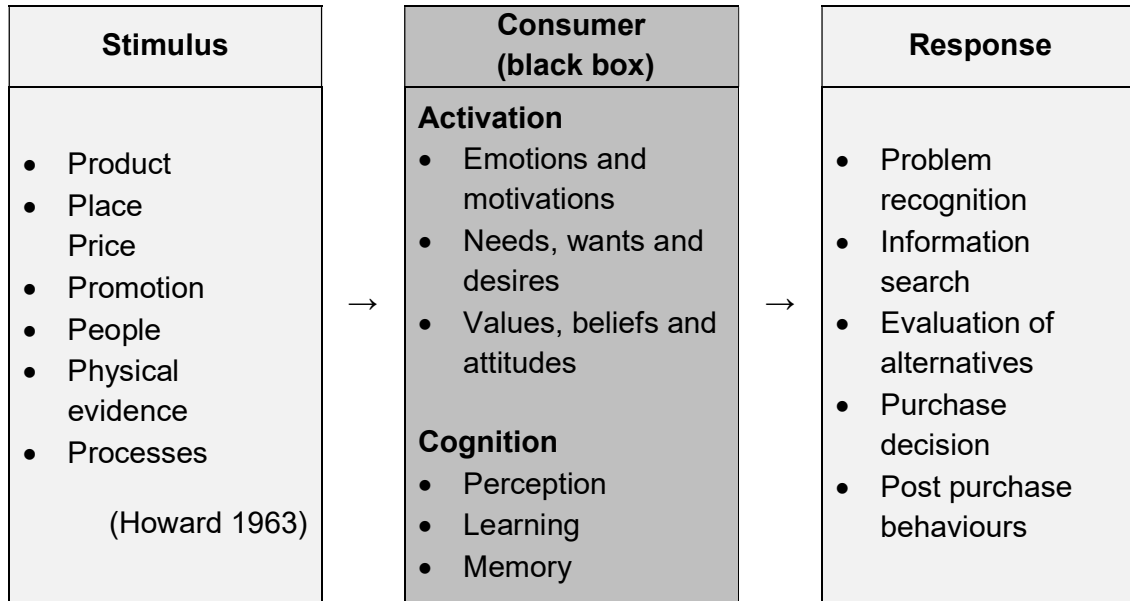 Stimulus
• Product
• Place
Price
• Promotion
• People
• Physical
evidence
• Processes
(Howard 1963)
→
Consumer
(black box)
Activation
• Emotions and
motivations
• Needs, wants and
desires
• Values, beliefs and
attitudes
Cognition
• Perception
• Learning
• Memory
→
Response
• Problem
recognition
• Information
search
• Evaluation of
alternatives
• Purchase
decision
• Post purchase
behaviours